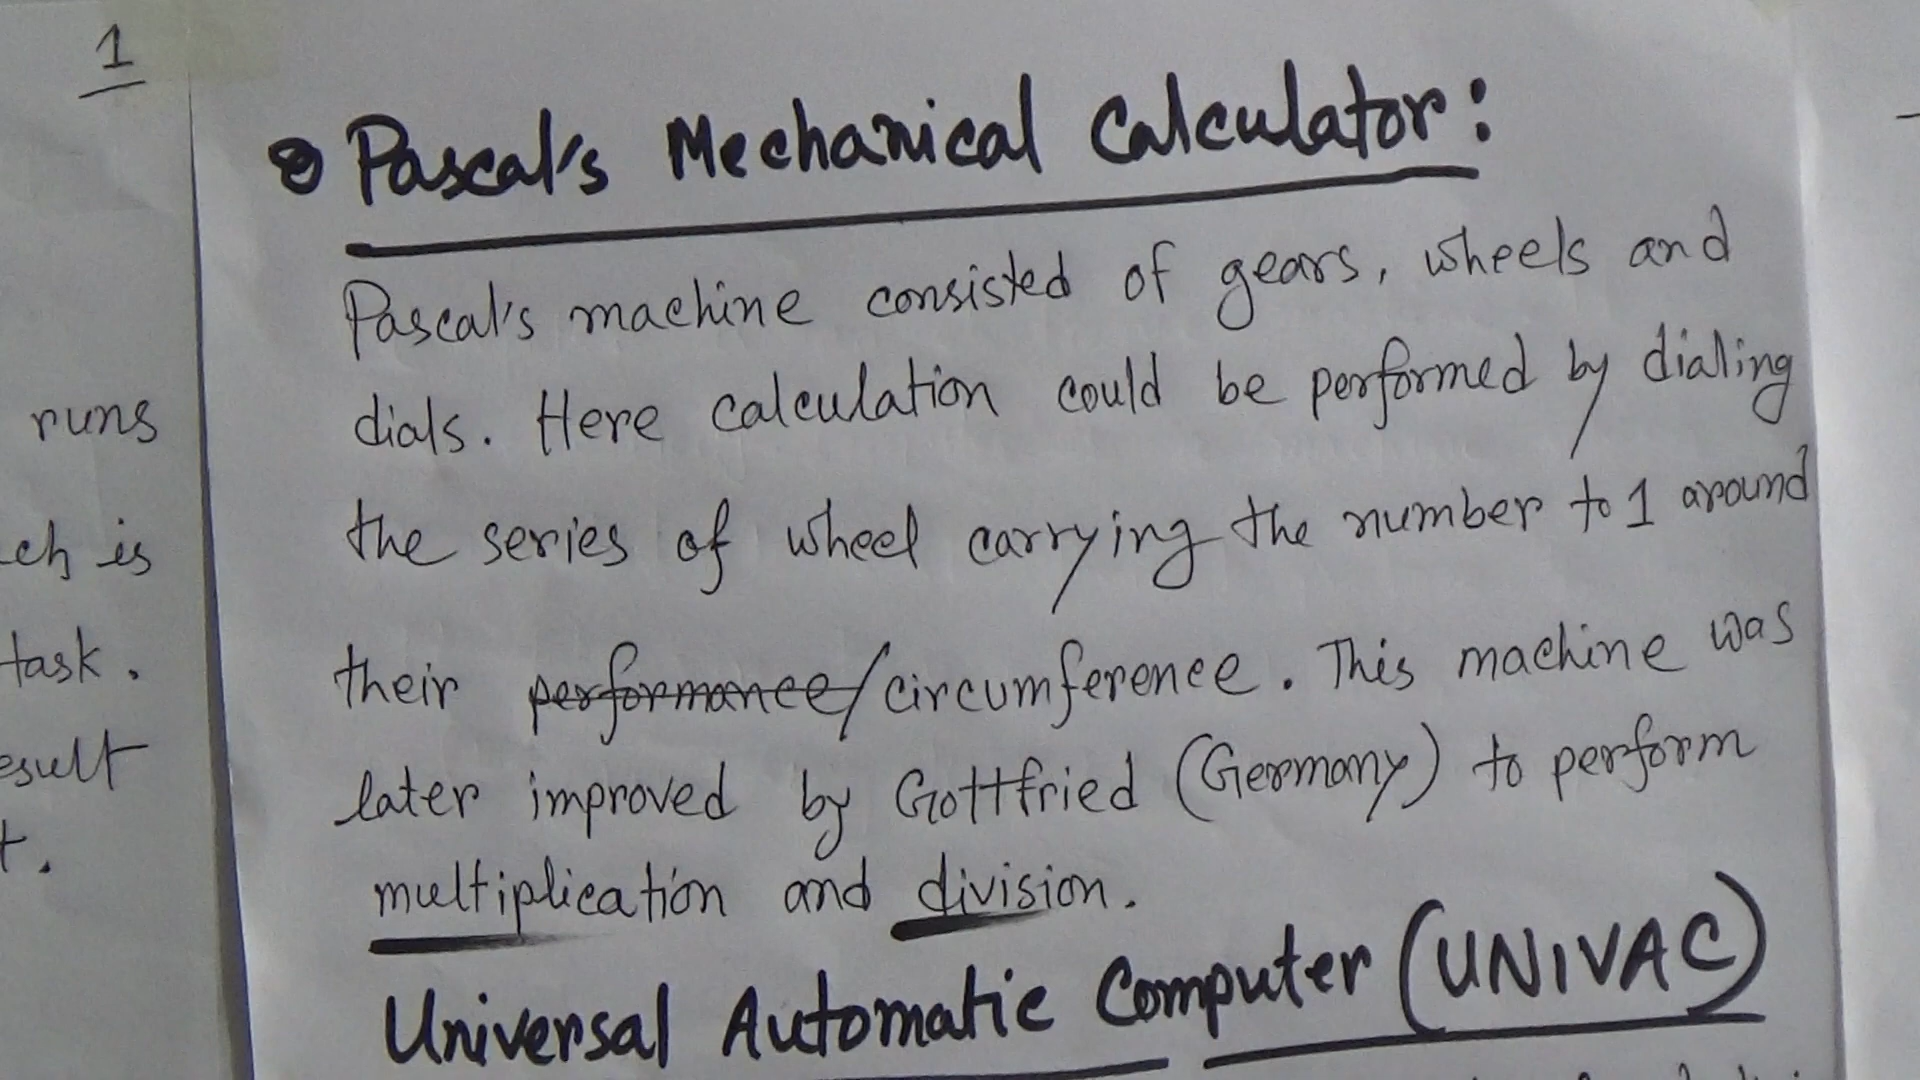 1
runs
ch is
task.
esult
t.
Pascal's Mechanical Calculator:
Pascal's machine consisted of gears, wheels and
dials. Here calculation could be performed by dialing
the series of wheel carrying the number to 1 around
their performance/circumference. This machine was
later improved by Gottfried (Germany) to perform
multiplication and division.
Universal Automatic Computer (UNIVAC)